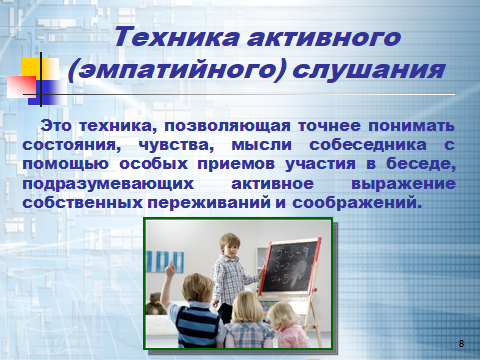 Техника активного
(эмпатийного) слушания
Это техника, позволяющая точнее понимать
состояния, чувства, мысли собеседника с
помощью особых приемов участия в беседе,
подразумевающих активное выражение
собственных переживаний и соображений.
8